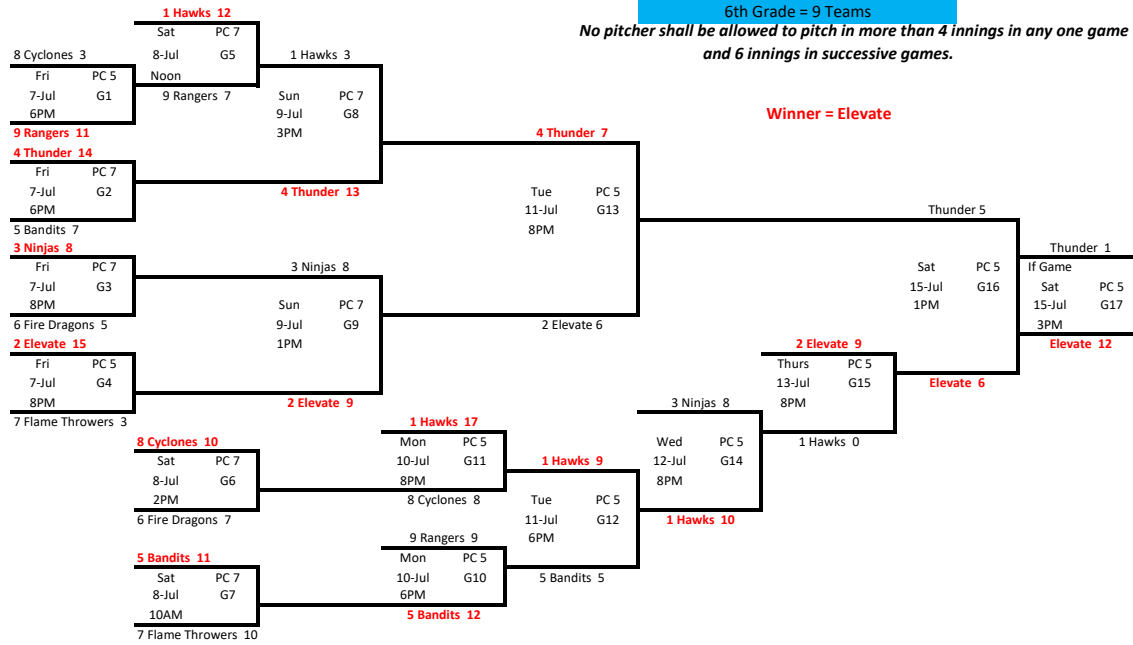 6th Grade = 9 Teams
No pitcher shall be allowed to pitch in more than 4 innings in any one game
and 6 innings in successive games.
Winner = Elevate
1 Hawks 12
Sat PC 7
8-Jul G5
Noon
9 Rangers 7
8 Cyclones 3
Fri PC 5
7-Jul G1
6PM
9 Rangers 11
4 Thunder 14
Fri PC 7
7-Jul G2
6PM
5 Bandits 7
3 Ninjas 8
Fri PC 7
7-Jul G3
8PM
6 Fire Dragons 5
2 Elevate 15
Fri PC 5
7-Jul G4
8PM
7 Flame Throwers 3
1 Hawks 3
Sun PC 7
9-Jul G8
3PM
4 Thunder 13
3 Ninjas 8
Sun PC 7
9-Jul G9
1PM
2 Elevate 9
4 Thunder 7
Tue PC 5
11-Jul G13
8PM
2 Elevate 6
Thunder 5
Sat PC 5
15-Jul G16
1PM
Elevate 6
Thunder 1
If Game
Sat PC 5
15-Jul G17
3PM
Elevate 12
2 Elevate 9
Thurs PC 5
13-Jul G15
8PM
1 Hawks 0
3 Ninjas 8
Wed PC 5
12-Jul G14
8PM
1 Hawks 10
8 Cyclones 10
Sat PC 7
8-Jul G6
2PM
6 Fire Dragons 7
5 Bandits 11
Sat PC 7
8-Jul G7
10AM
7 Flame Throwers 10
1 Hawks 17
Mon PC 5
10-Jul G11
8PM
8 Cyclones 8
9 Rangers 9
Mon PC 5
10-Jul G10
6PM
5 Bandits 12
1 Hawks 9
Tue PC 5
11-Jul G12
6PM
5 Bandits 5